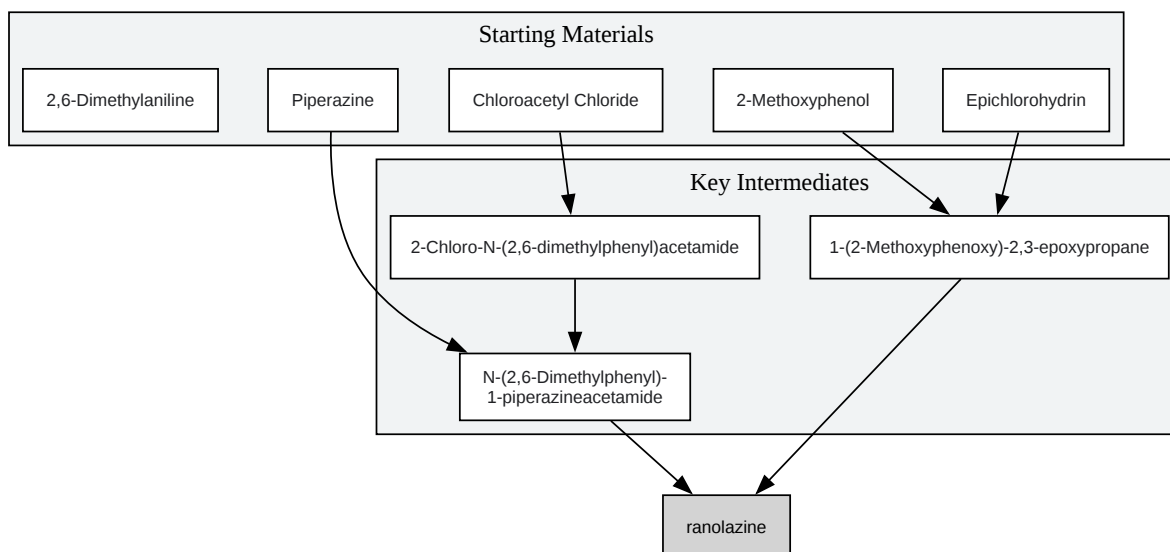 Starting Materials
2,6-Dimethylaniline
Piperazine
Chloroacetyl Chloride
2-Methoxyphenol
Epichlorohydrin
Key Intermediates
2-Chloro-N-(2,6-dimethylphenyl)acetamide
1-(2-Methoxyphenoxy)-2,3-epoxypropane
N-(2,6-Dimethylphenyl)-
1-piperazineacetamide
ranolazine